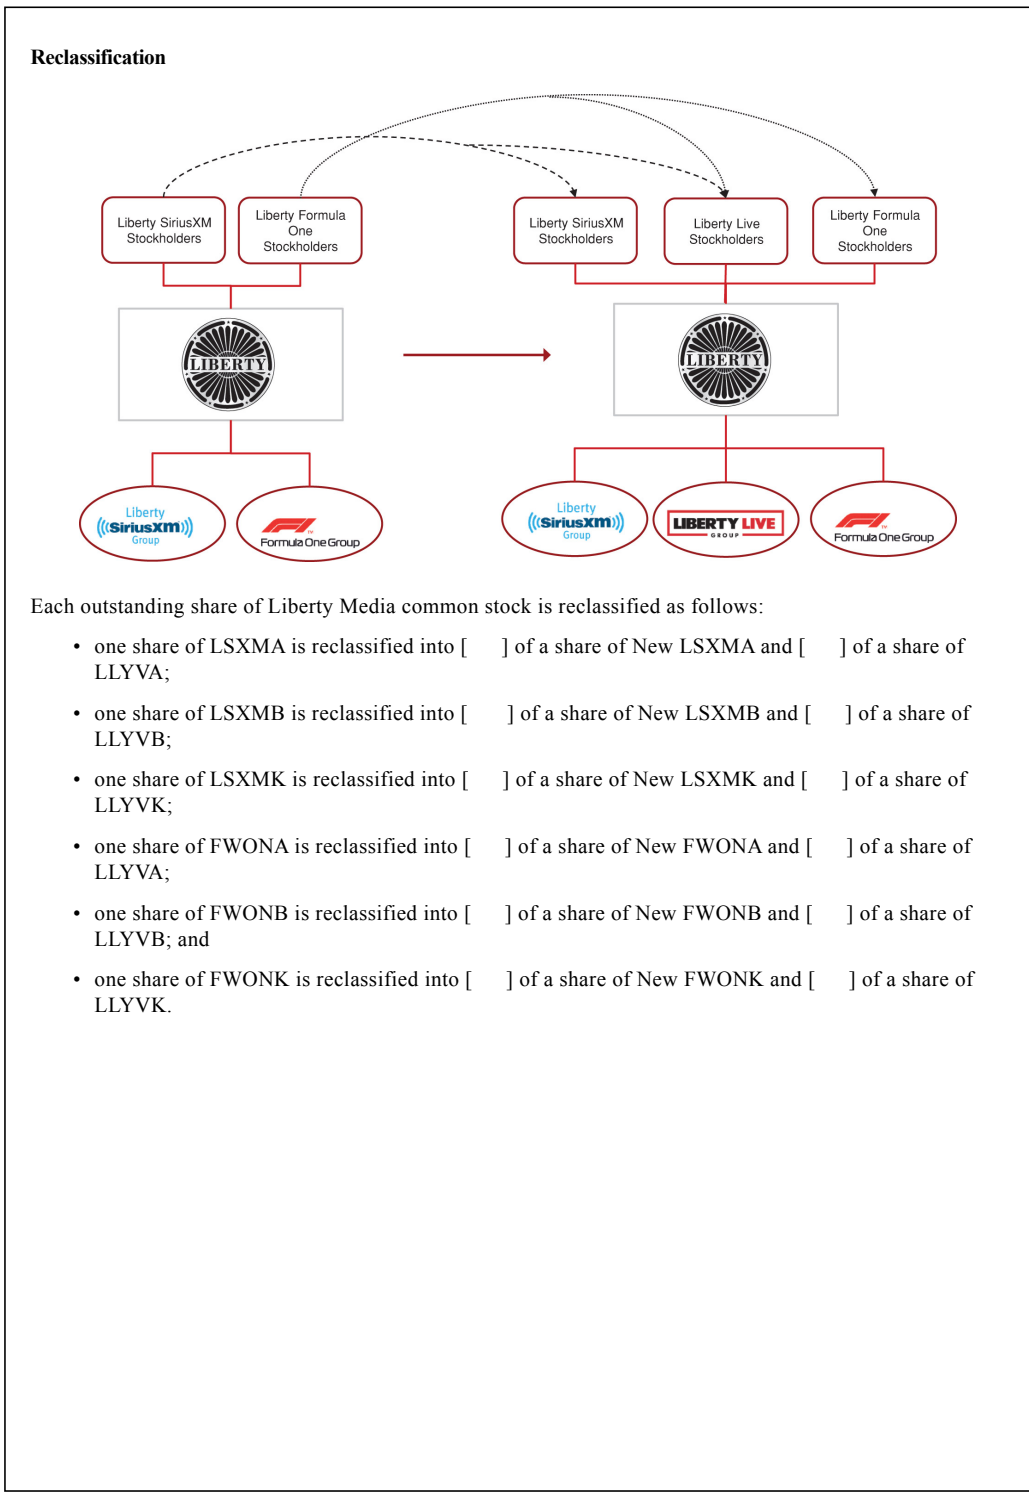 Reclassification
Liberty SiriusXM
Stockholders
Liberty Formula
One
Stockholders
Liberty SiriusXM
Stockholders
Liberty Live
Stockholders
Liberty Formula
One
Stockholders
LIBERTY
LIBERTY
Liberty
((SiriusXM))
Group
F1 TM
Formula One Group
Liberty
((SiriusXM))
Group
LIBERTY LIVE
GROUP
F1 TM
Formula One Group
Each outstanding share of Liberty Media common stock is reclassified as follows:
• one share of LSXMA is reclassified into [ ] of a share of New LSXMA and [ ] of a share of
LLYVA;
• one share of LSXMB is reclassified into [ ] of a share of New LSXMB and [ ] of a share of
LLYVB;
• one share of LSXMK is reclassified into [ ] of a share of New LSXMK and [ ] of a share of
LLYVK;
• one share of FWONA is reclassified into [ ] of a share of New FWONA and [ ] of a share of
LLYVA;
• one share of FWONB is reclassified into [ ] of a share of New FWONB and [ ] of a share of
LLYVB; and
• one share of FWONK is reclassified into [ ] of a share of New FWONK and [ ] of a share of
LLYVK.